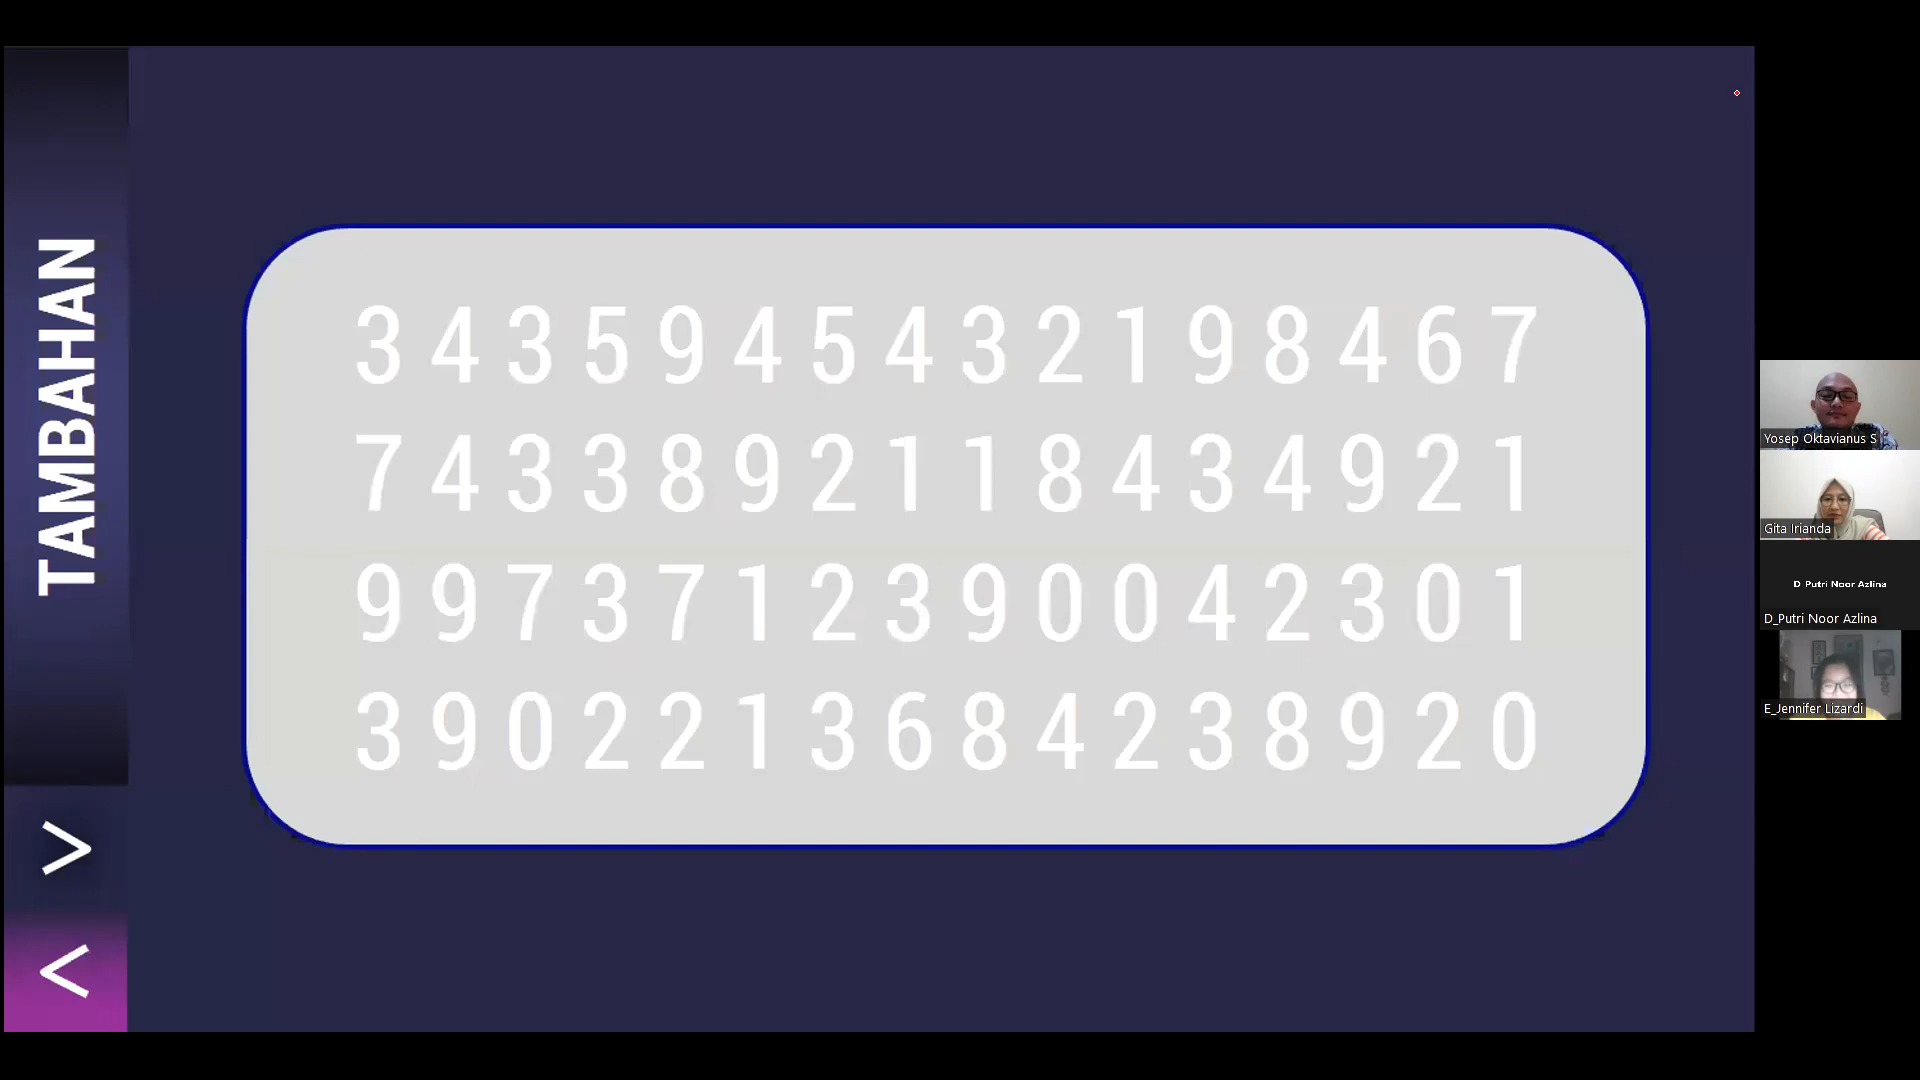 TAMBAHAN
3 4 3 5 9 4 5 4 3 2 1 9 8 4 6 7
7 4 3 3 8 9 2 1 1 8 4 3 4 9 2 1
9 9 7 3 7 1 2 3 9 0 0 4 2 3 0 1
3 9 0 2 2 1 3 6 8 4 2 3 8 9 2 0
Yosep Oktavianus S
Gita Irianda
D_Putri Noor Azlina
D_Putri Noor Azlina
E_Jennifer Lizardi